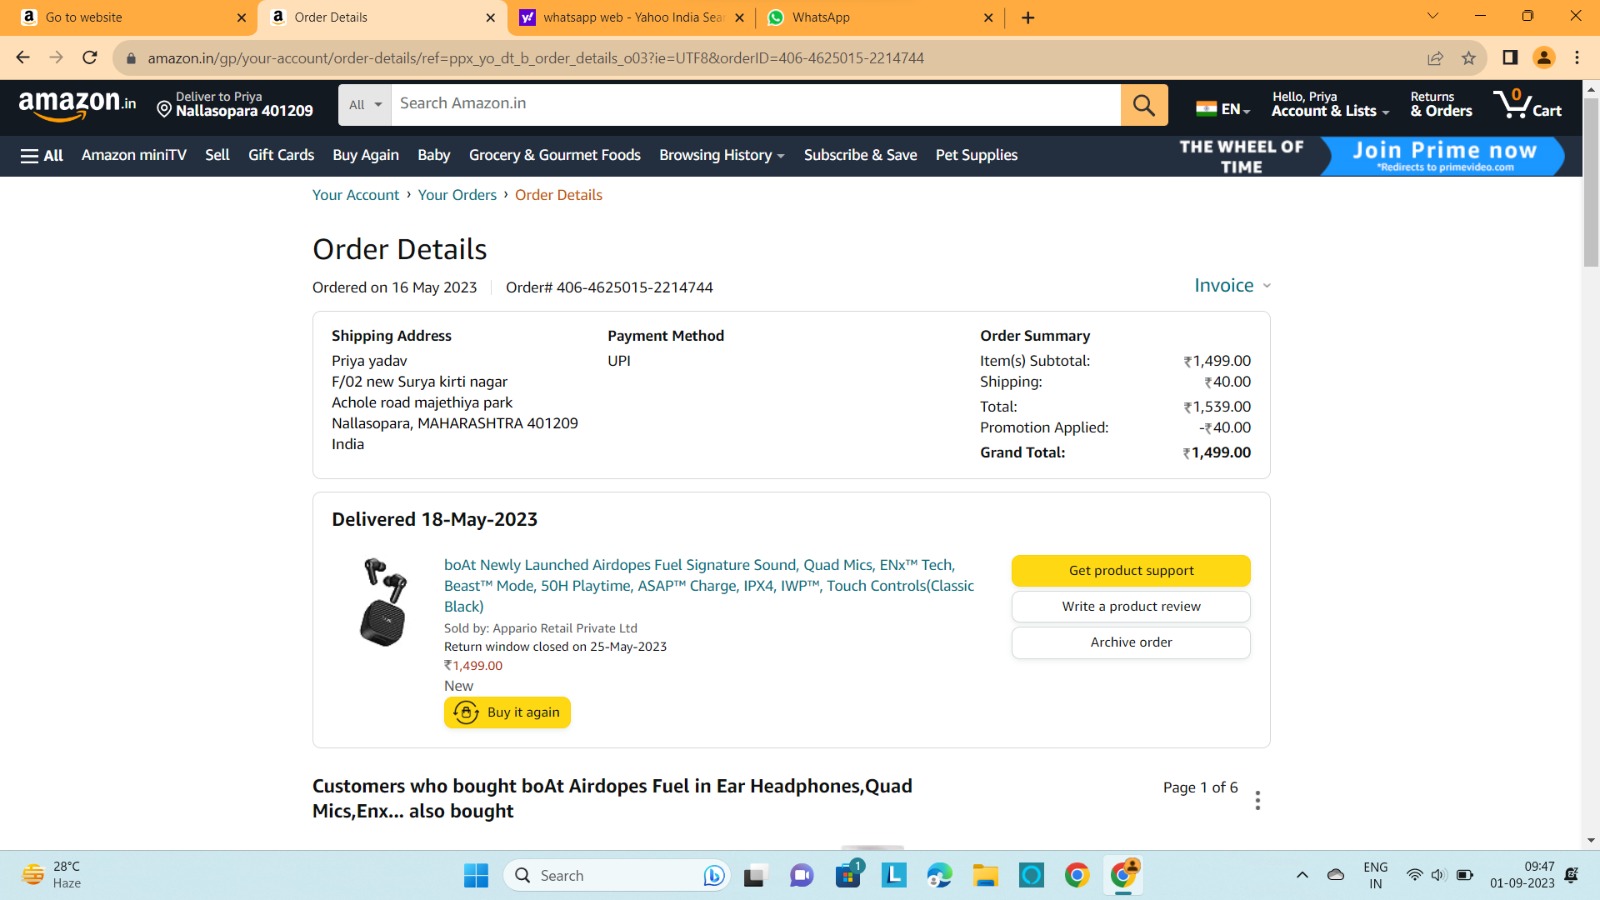 Go to website
Order Details
whatsapp web - Yahoo India Sear
WhatsApp
amazon.in/gp/your-account/order-details/ref=ppx_yo_dt_b_order_details_o03?ie=UTF8&orderID=406-4625015-2214744
amazon.in
Deliver to Priya
Nallasopara 401209
All
Search Amazon.in
EN
Hello, Priya
Account & Lists
Returns
& Orders
0
Cart
All
Amazon miniTV
Sell
Gift Cards
Buy Again
Baby
Grocery & Gourmet Foods
Browsing History
Subscribe & Save
Pet Supplies
THE WHEEL OF
TIME
Join Prime now
*Redirects to primevideo.com
Your Account › Your Orders › Order Details
Order Details
Ordered on 16 May 2023
Order# 406-4625015-2214744
Invoice
Shipping Address
Priya yadav
F/02 new Surya kirti nagar
Achole road majethiya park
Nallasopara, MAHARASHTRA 401209
India
Payment Method
UPI
Order Summary
Item(s) Subtotal: ₹1,499.00
Shipping: ₹40.00
Total: ₹1,539.00
Promotion Applied: -₹40.00
Grand Total: ₹1,499.00
Delivered 18-May-2023
boAt Newly Launched Airdopes Fuel Signature Sound, Quad Mics, ENx™ Tech,
Beast™ Mode, 50H Playtime, ASAP™ Charge, IPX4, IWP™, Touch Controls(Classic
Black)
Sold by: Appario Retail Private Ltd
Return window closed on 25-May-2023
₹1,499.00
New
Buy it again
Get product support
Write a product review
Archive order
Customers who bought boAt Airdopes Fuel in Ear Headphones,Quad
Mics,Enx... also bought
Page 1 of 6
28°C
Haze
Search
1
L
ENG
IN
09:47
01-09-2023